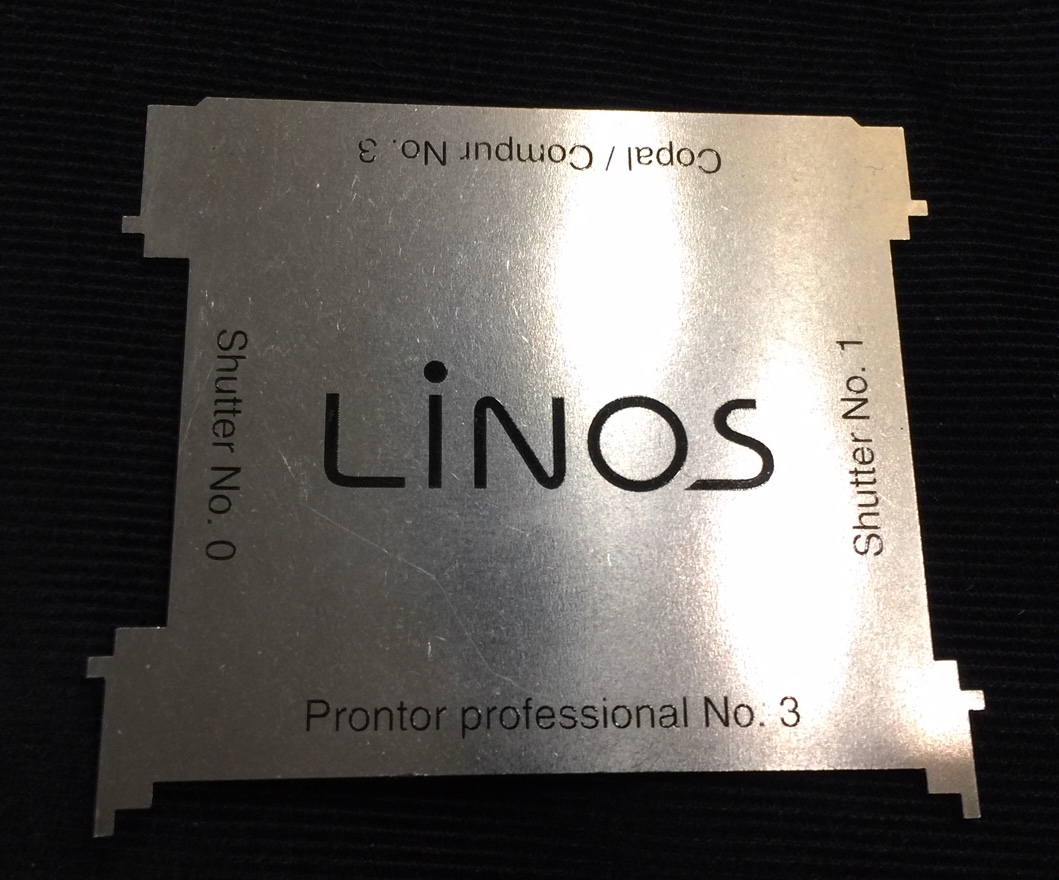 Copal / Compur No. 3
Shutter No. 0
LINOS
Shutter No. 1
Prontor professional No. 3